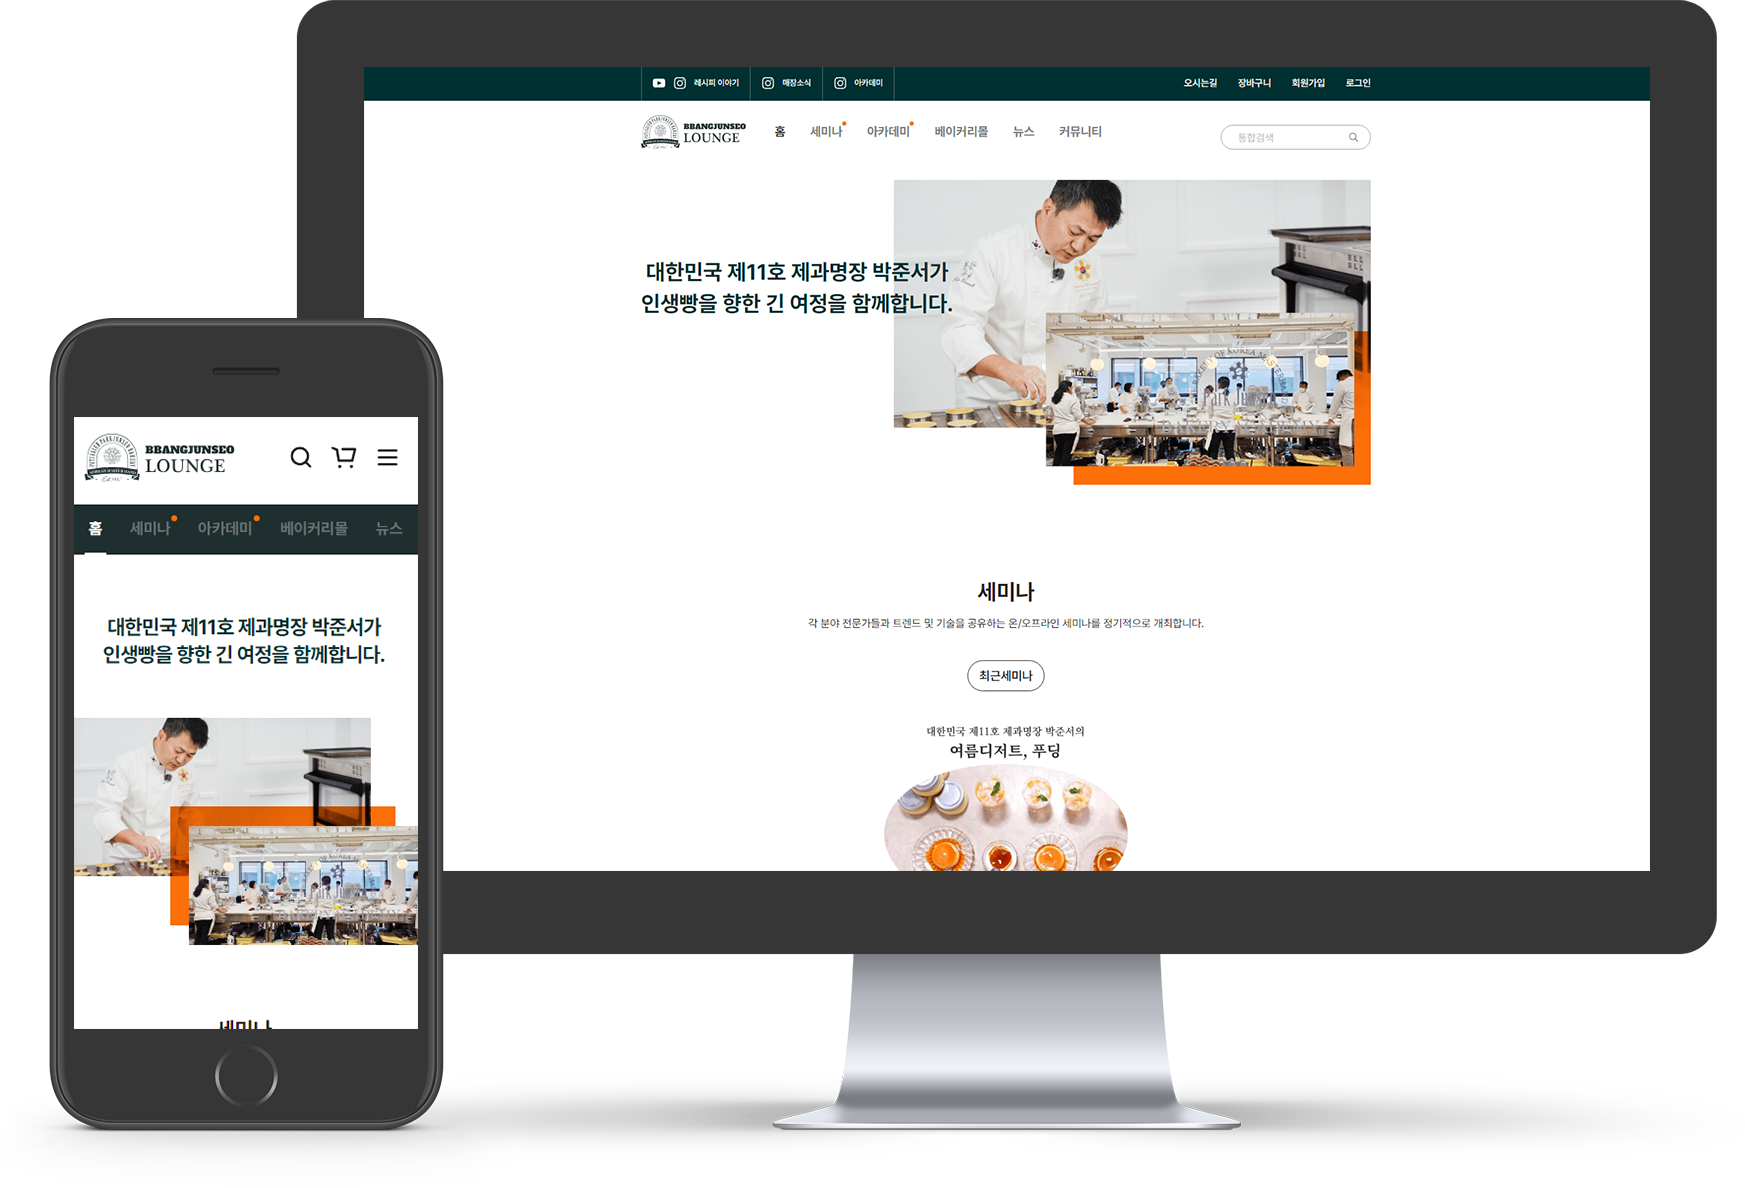 레시피 이야기 매장소식 아카데미 오시는길 장바구니 회원가입 로그인
BBANGJUNSEO
LOUNGE
홈 세미나 아카데미 베이커리몰 뉴스 커뮤니티
통합검색
대한민국 제11호 제과명장 박준서가
인생빵을 향한 긴 여정을 함께합니다.
세미나
각 분야 전문가들과 트렌드 및 기술을 공유하는 온/오프라인 세미나를 정기적으로 개최합니다.
최근세미나
대한민국 제11호 제과명장 박준서의
여름디저트, 푸딩
BBANGJUNSEO
LOUNGE
홈 세미나 아카데미 베이커리몰 뉴스
대한민국 제11호 제과명장 박준서가
인생빵을 향한 긴 여정을 함께합니다.
세미나